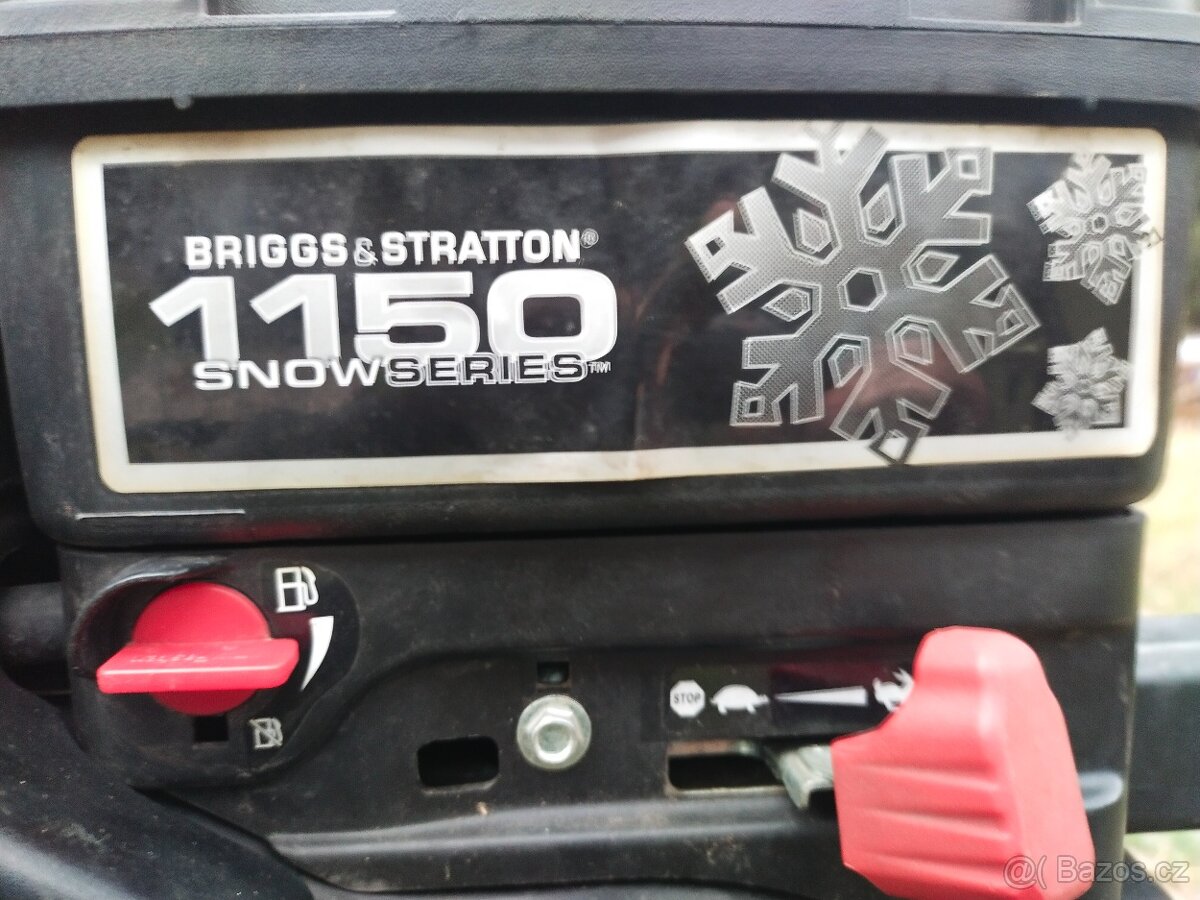 BRIGGS & STRATTON®
1150
SNOWSERIES™
STOP
@( Bazos.cz